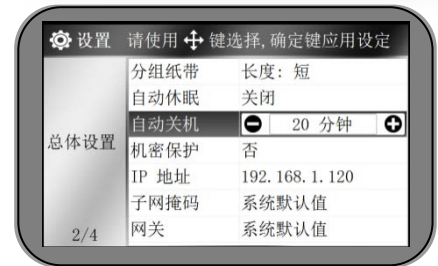 设置 请使用 键选择,确定键应用设定
总体设置
2/4
分组纸带 长度: 短
自动休眠 关闭
自动关机 20 分钟
机密保护 否
IP 地址 192.168.1.120
子网掩码 系统默认值
网关 系统默认值